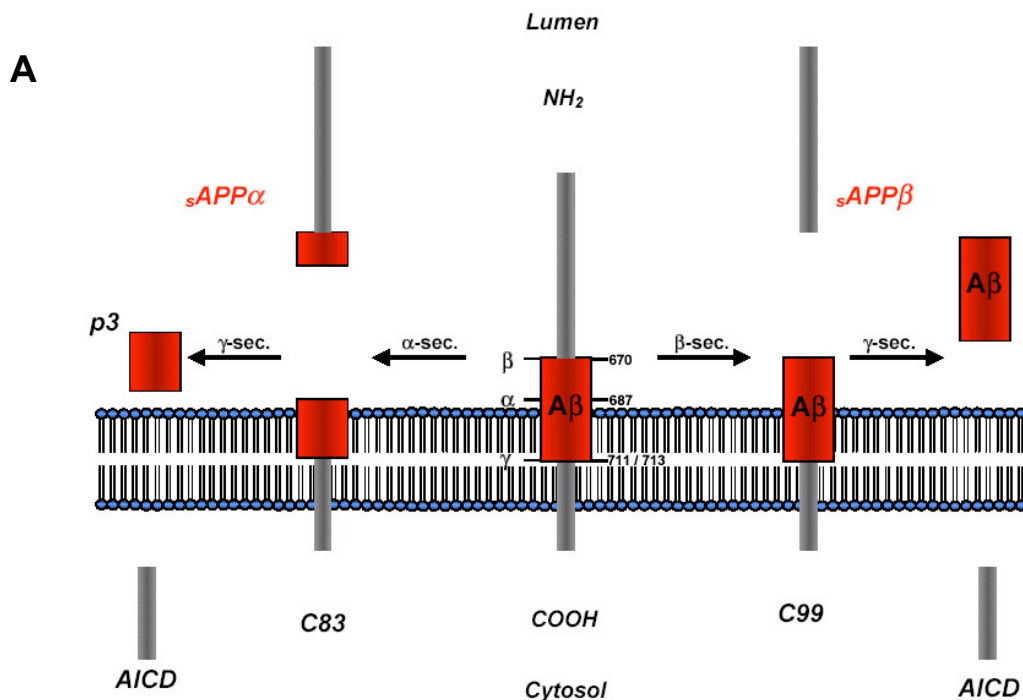 Lumen
A
NH₂
sAPPα
sAPPβ
Aβ
p3
γ-sec.
α-sec.
β
670
β-sec.
γ-sec.
α
Aβ
687
Aβ
γ
711 / 713
C83
COOH
C99
AICD
Cytosol
AICD